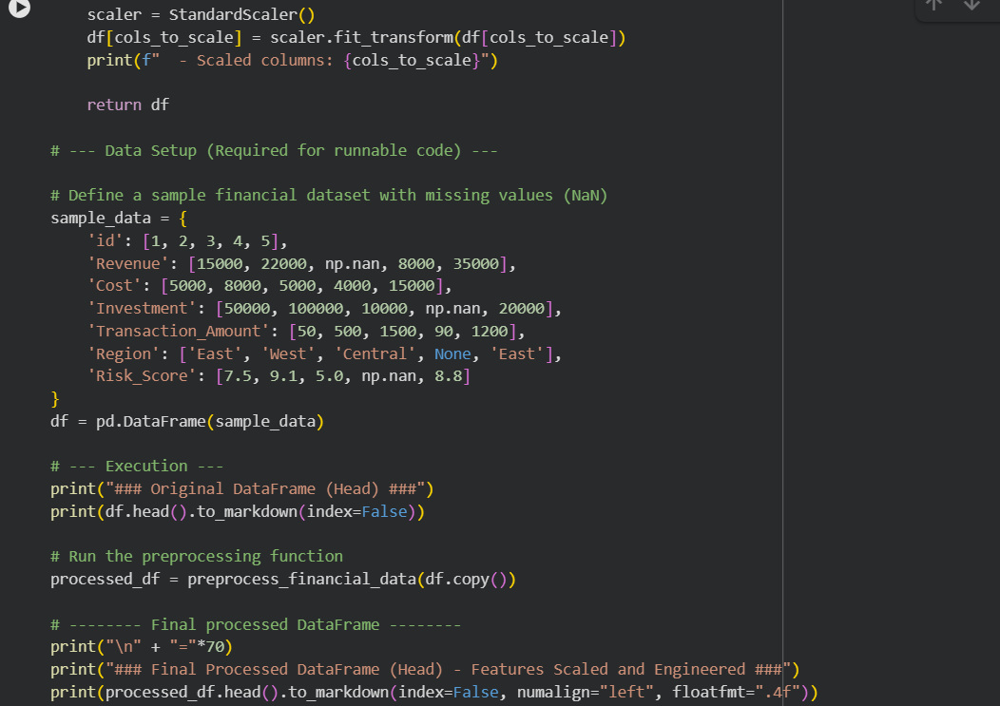 scaler = StandardScaler()
    df[cols_to_scale] = scaler.fit_transform(df[cols_to_scale])
    print(f"  - Scaled columns: {cols_to_scale}")

    return df

# --- Data Setup (Required for runnable code) ---

# Define a sample financial dataset with missing values (NaN)
sample_data = {
    'id': [1, 2, 3, 4, 5],
    'Revenue': [15000, 22000, np.nan, 8000, 35000],
    'Cost': [5000, 8000, 5000, 4000, 15000],
    'Investment': [50000, 100000, 10000, np.nan, 20000],
    'Transaction_Amount': [50, 500, 1500, 90, 1200],
    'Region': ['East', 'West', 'Central', None, 'East'],
    'Risk_Score': [7.5, 9.1, 5.0, np.nan, 8.8]
}
df = pd.DataFrame(sample_data)

# --- Execution ---
print("### Original DataFrame (Head) ###")
print(df.head().to_markdown(index=False))

# Run the preprocessing function
processed_df = preprocess_financial_data(df.copy())

# -------- Final processed DataFrame --------
print("\n" + "="*70)
print("### Final Processed DataFrame (Head) - Features Scaled and Engineered ###")
print(processed_df.head().to_markdown(index=False, numalign="left", floatfmt=".4f"))